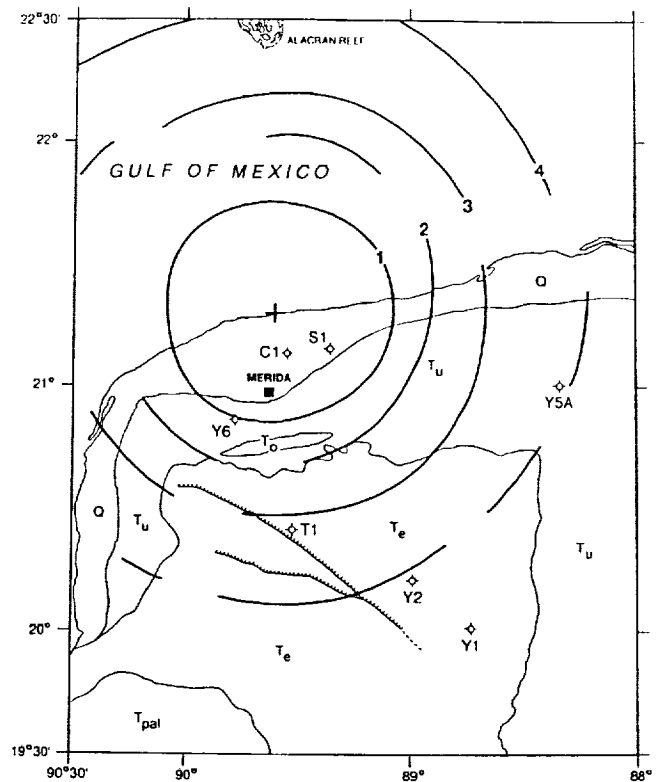 22°30'
ALACRAN REEF
22°
GULF OF MEXICO
4
3
2
1
Q
S1
C1
Tu
21°
MERIDA
Y5A
Y6
T
Q
Tu
T1
Te
Tu
Y2
20°
Y1
Te
Tpal
19°30'
90°30'
90°
89°
88°